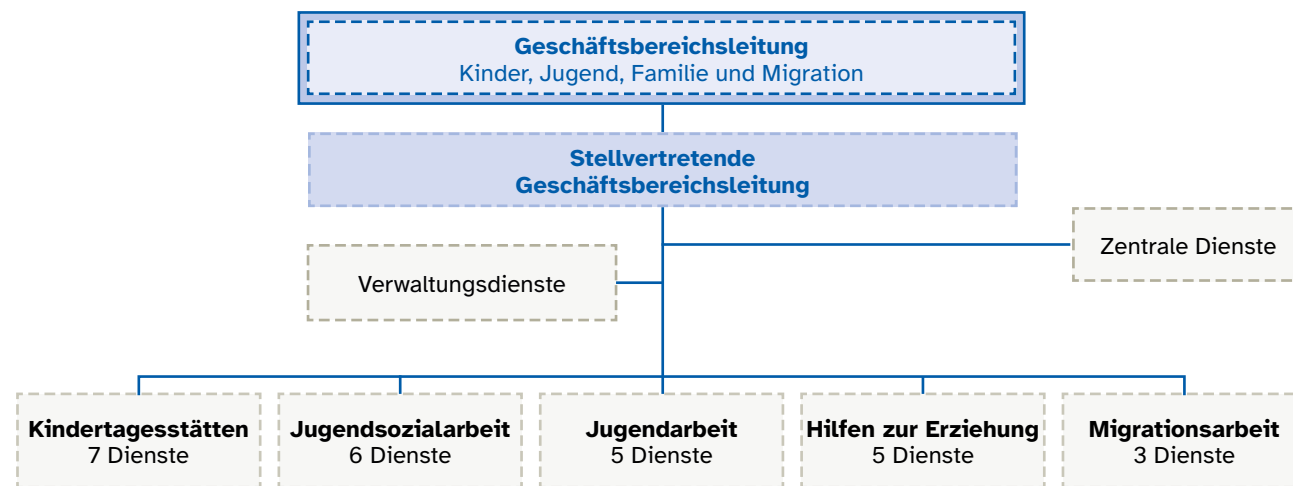 Geschäftsbereichsleitung
Kinder, Jugend, Familie und Migration
Stellvertretende
Geschäftsbereichsleitung
Zentrale Dienste
Verwaltungsdienste
Kindertagesstätten
7 Dienste
Jugendsozialarbeit
6 Dienste
Jugendarbeit
5 Dienste
Hilfen zur Erziehung
5 Dienste
Migrationsarbeit
3 Dienste